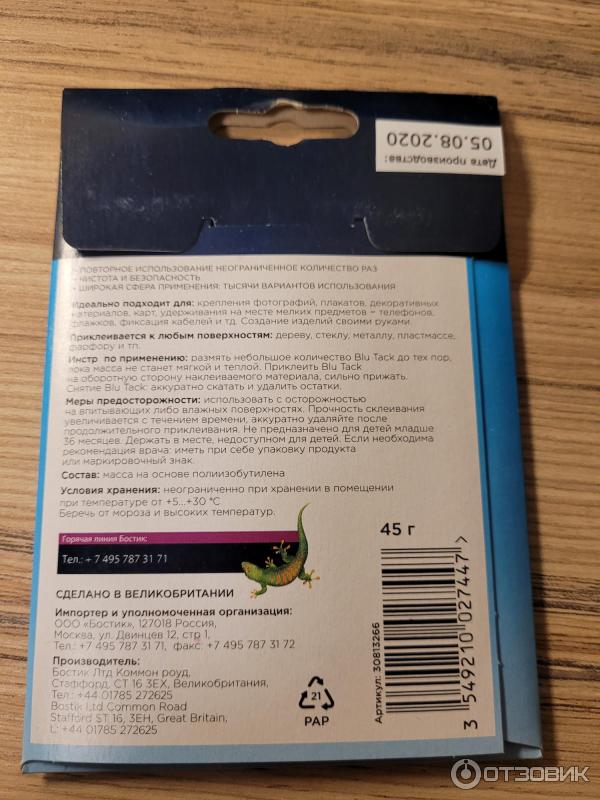 Дата производства:
05.08.2020
- ПОВТОРНОЕ ИСПОЛЬЗОВАНИЕ НЕОГРАНИЧЕННОЕ КОЛИЧЕСТВО РАЗ
- ЧИСТОТА И БЕЗОПАСНОСТЬ
- ШИРОКАЯ СФЕРА ПРИМЕНЕНИЯ: ТЫСЯЧИ ВАРИАНТОВ ИСПОЛЬЗОВАНИЯ
Идеально подходит для: крепления фотографий, плакатов, декоративных
материалов, карт, удерживания на месте мелких предметов – телефонов,
флажков, фиксация кабелей и тд. Создание изделий своими руками.
Приклеивается к любым поверхностям: дереву, стеклу, металлу, пластмассе,
фарфору и тп.
Инстр по применению: размять небольшое количество Blu Tack до тех пор,
пока масса не станет мягкой и теплой. Приклеить Blu Tack
на оборотную сторону наклеиваемого материала, сильно прижать.
Снятие Blu Tack: аккуратно скатать и удалить остатки.
Меры предосторожности: использовать с осторожностью
на впитывающих либо влажных поверхностях. Прочность склеивания
увеличивается с течением времени, аккуратно удаляйте после
продолжительного приклеивания. Не предназначено для детей младше
36 месяцев. Держать в месте, недоступном для детей. Если необходима
рекомендация врача: иметь при себе упаковку продукта
или маркировочный знак.
Состав: масса на основе полиизобутилена
Условия хранения: неограниченно при хранении в помещении
при температуре от +5...+30 °C
Беречь от мороза и высоких температур.
Горячая линия Бостик:
Тел.: + 7 495 787 31 71
45 г
СДЕЛАНО В ВЕЛИКОБРИТАНИИ
Импортер и уполномоченная организация:
ООО «Бостик», 127018 Россия,
Москва, ул. Двинцев 12, стр 1,
Тел.: +7 495 787 31 71, факс: +7 495 787 31 72
Производитель:
Бостик Лтд Коммон роуд,
Стаффорд, СТ 16 3ЕХ, Великобритания,
Тел.: +44 01785 272625
Bostik Ltd Common Road
Stafford ST 16, 3EH, Great Britain,
t.: +44 01785 272625
21
PAP
Артикул: 30813266
3 549210 027447 >
ОТЗОВИК